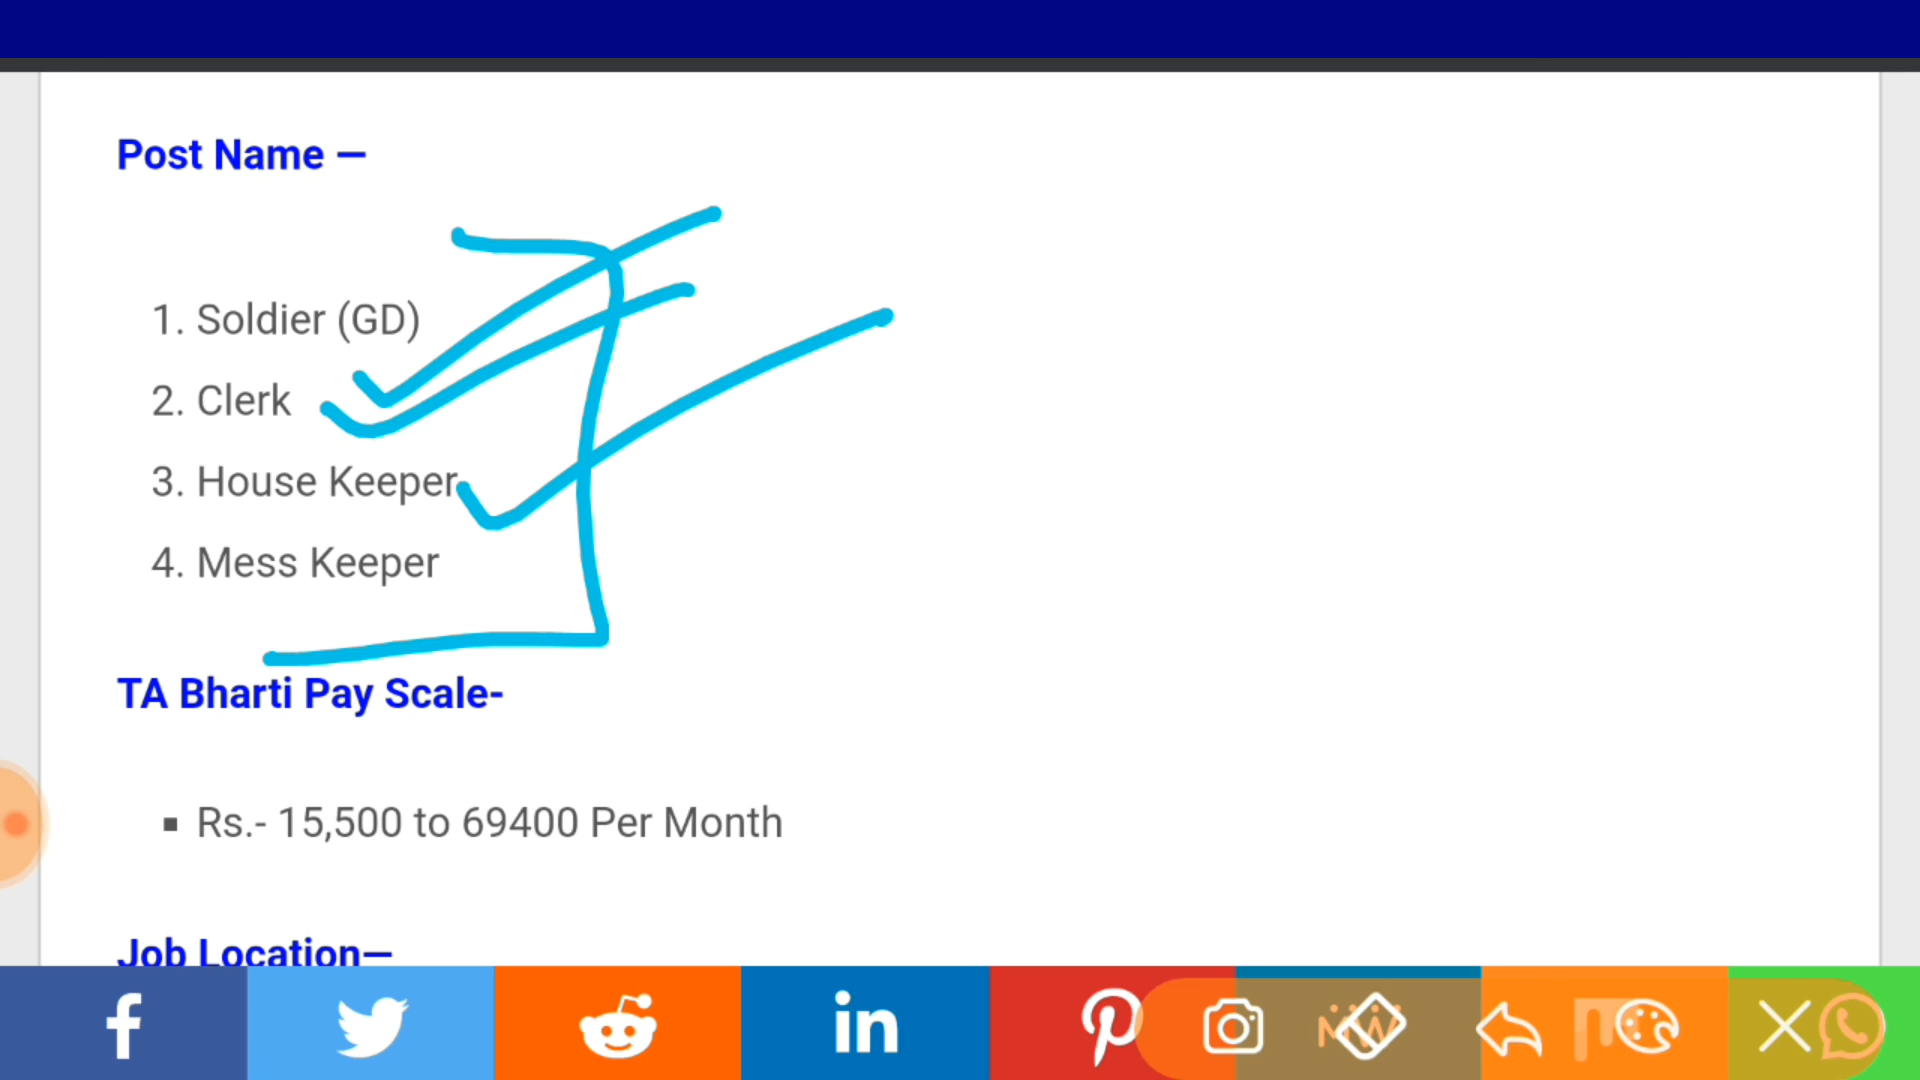 Post Name —
1. Soldier (GD)
2. Clerk
3. House Keeper
4. Mess Keeper
TA Bharti Pay Scale-
Rs.- 15,500 to 69400 Per Month
Job Location—